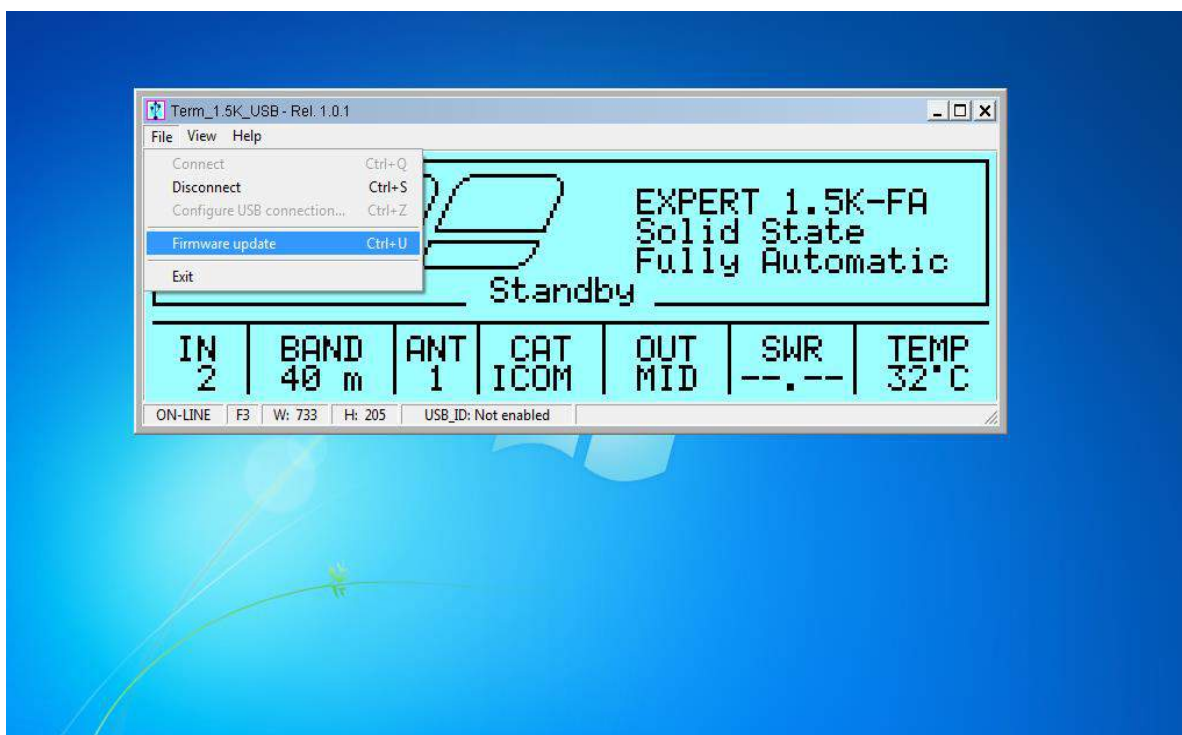 Term_1.5K_USB - Rel. 1.0.1
File View Help
Connect Ctrl+Q
Disconnect Ctrl+S
Configure USB connection... Ctrl+Z
Firmware update Ctrl+U
Exit
EXPERT 1.5K-FA
Solid State
Fully Automatic
Standby
IN BAND ANT CAT OUT SWR TEMP
2 40 m 1 ICOM MID --.-- 32°C
ON-LINE F3 W: 733 H: 205 USB_ID: Not enabled